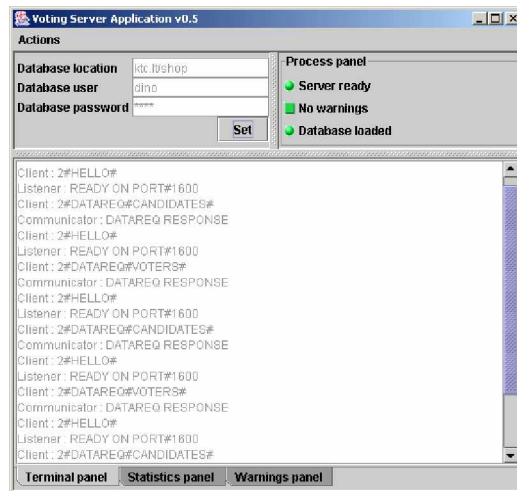 Voting Server Application v0.5
Actions
Database location
ktc.lt/shop
Database user
dino
Database password
****
Set
Process panel
Server ready
No warnings
Database loaded
Client : 2#HELLO#
Listener : READY ON PORT#1600
Client : 2#DATAREQ#CANDIDATES#
Communicator : DATAREQ RESPONSE
Client : 2#HELLO#
Listener : READY ON PORT#1600
Client : 2#DATAREQ#VOTERS#
Communicator : DATAREQ RESPONSE
Client : 2#HELLO#
Listener : READY ON PORT#1600
Client : 2#DATAREQ#CANDIDATES#
Communicator : DATAREQ RESPONSE
Client : 2#HELLO#
Listener : READY ON PORT#1600
Client : 2#DATAREQ#VOTERS#
Communicator : DATAREQ RESPONSE
Client : 2#HELLO#
Listener : READY ON PORT#1600
Client : 2#DATAREQ#CANDIDATES#
Terminal panel
Statistics panel
Warnings panel